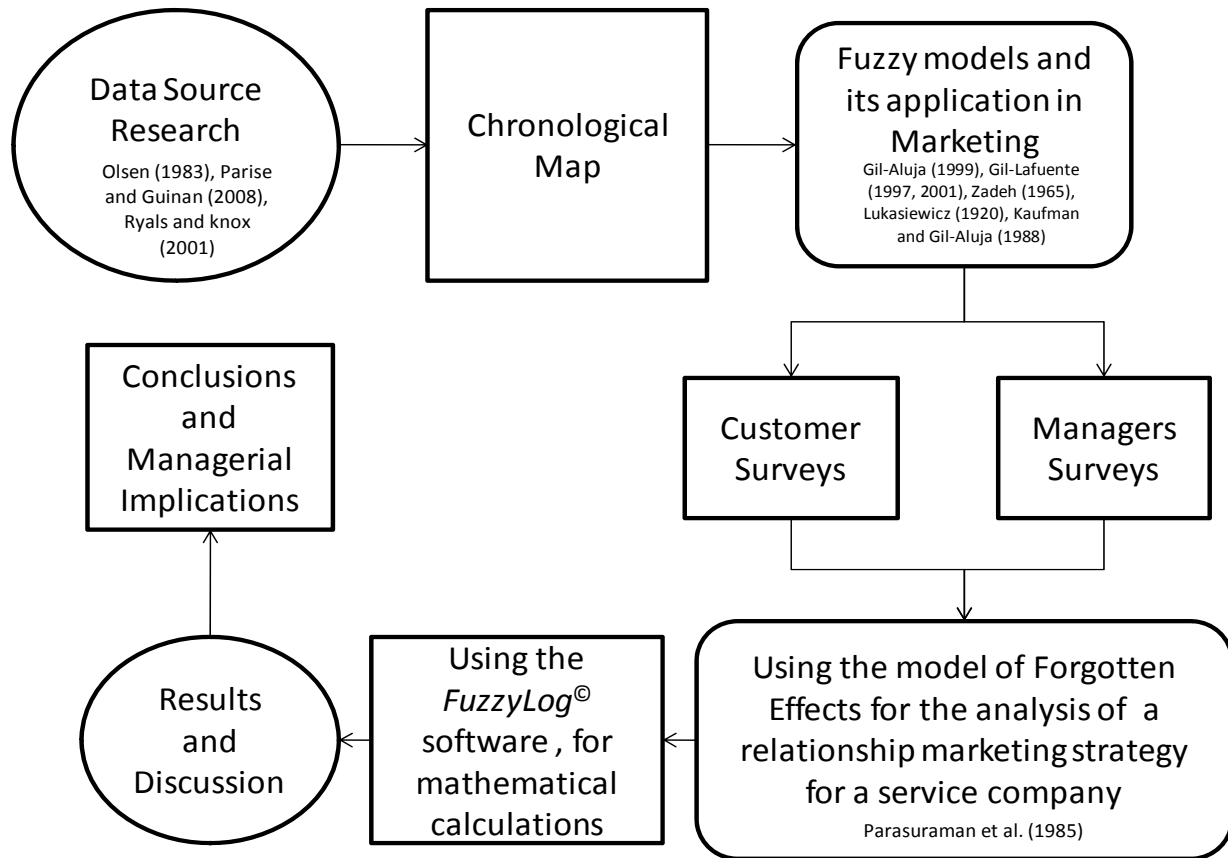 Data Source
Research
Olsen (1983), Parise
and Guinan (2008),
Ryals and knox
(2001)
Chronological
Map
Fuzzy models and
its application in
Marketing
Gil-Aluja (1999), Gil-Lafuente
(1997, 2001), Zadeh (1965),
Lukasiewicz (1920), Kaufman
and Gil-Aluja (1988)
Customer
Surveys
Managers
Surveys
Using the model of Forgotten
Effects for the analysis of a
relationship marketing strategy
for a service company
Parasuraman et al. (1985)
Using the
FuzzyLog©
software , for
mathematical
calculations
Results
and
Discussion
Conclusions
and
Managerial
Implications